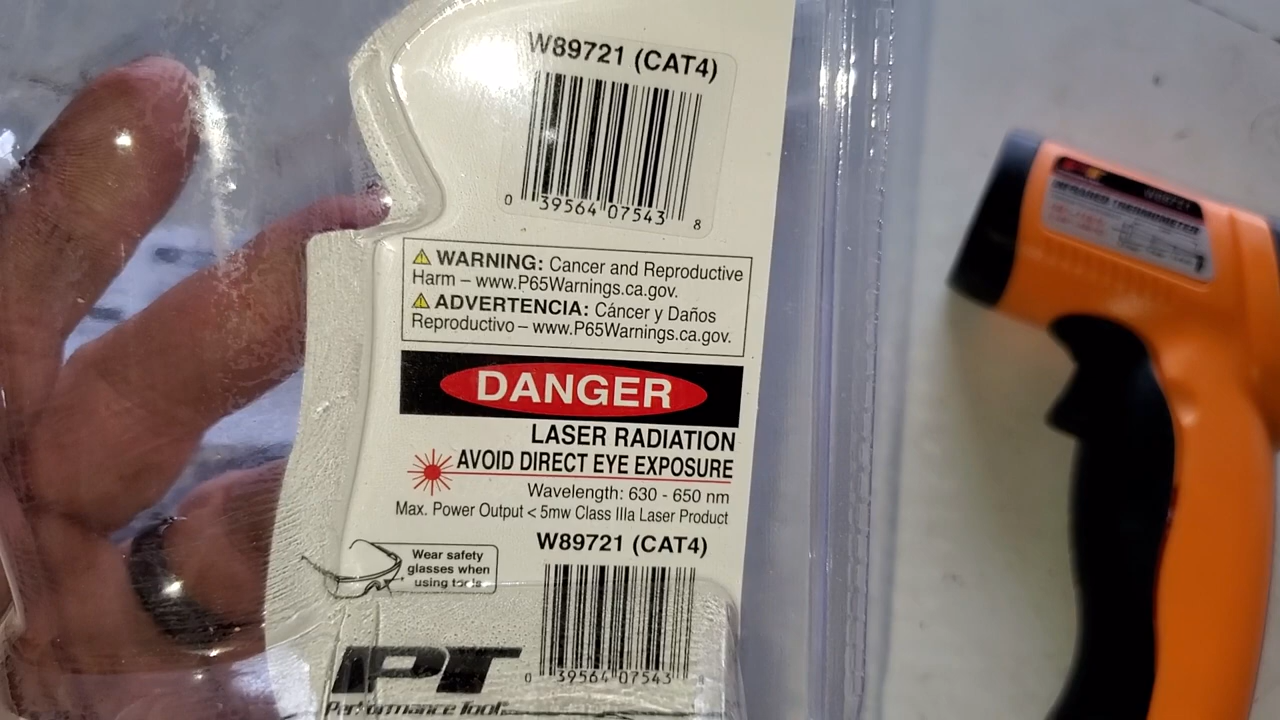 W89721 (CAT4)
0 39564 07543 8
WARNING: Cancer and Reproductive
Harm – www.P65Warnings.ca.gov.
ADVERTENCIA: Cáncer y Daños
Reproductivo – www.P65Warnings.ca.gov.
DANGER
LASER RADIATION
AVOID DIRECT EYE EXPOSURE
Wavelength: 630 - 650 nm
Max. Power Output < 5mw Class IIIa Laser Product
W89721 (CAT4)
Wear safety
glasses when
using tools
0 39564 07543
PT
Performance Tool
W89721
INFRARED THERMOMETER